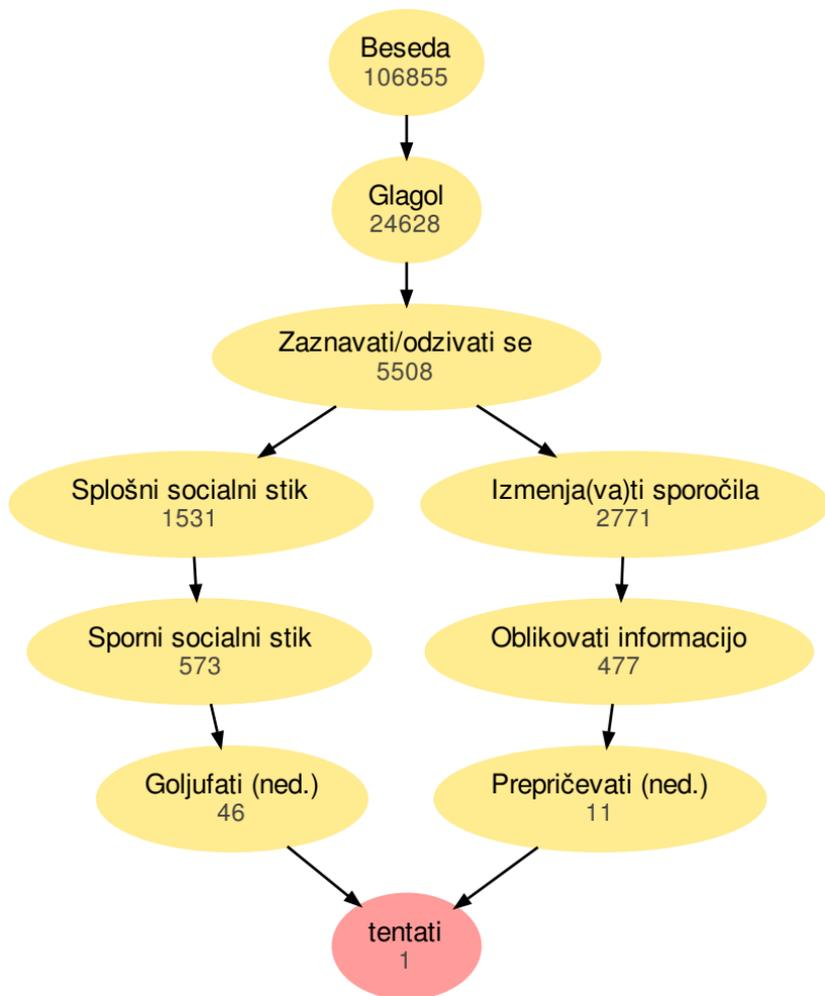 Beseda
106855
Glagol
24628
Zaznavati/odzivati se
5508
Splošni socialni stik
1531
Izmenja(va)ti sporočila
2771
Sporni socialni stik
573
Oblikovati informacijo
477
Goljufati (ned.)
46
Prepričevati (ned.)
11
tentati
1